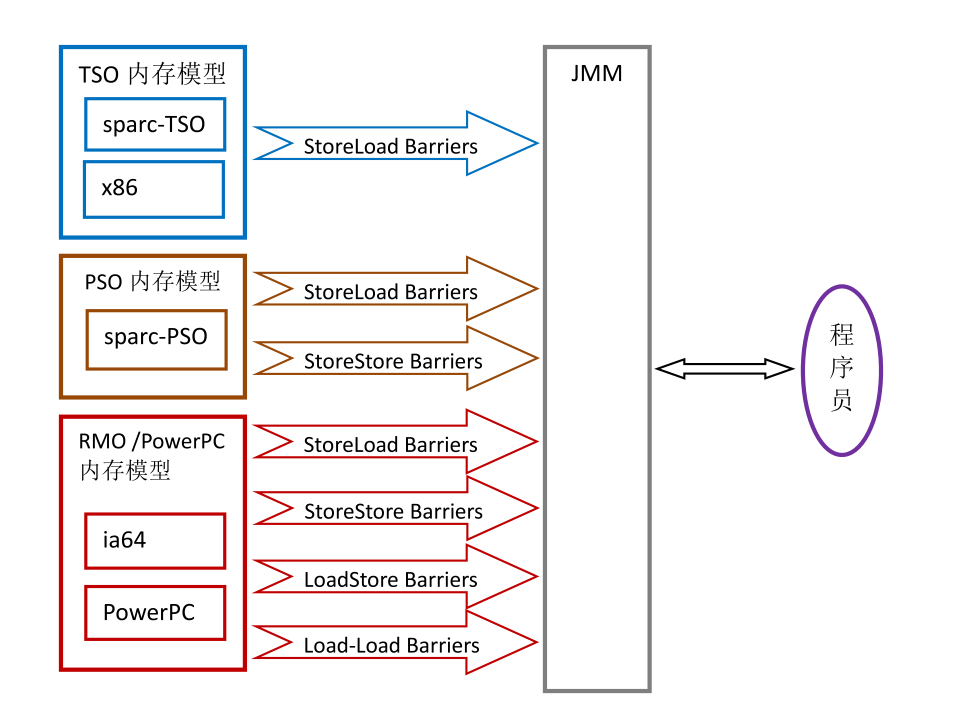 TSO 内存模型
sparc-TSO
x86
StoreLoad Barriers
PSO 内存模型
sparc-PSO
StoreLoad Barriers
StoreStore Barriers
RMO /PowerPC
内存模型
ia64
PowerPC
StoreLoad Barriers
StoreStore Barriers
LoadStore Barriers
Load-Load Barriers
JMM
程
序
员